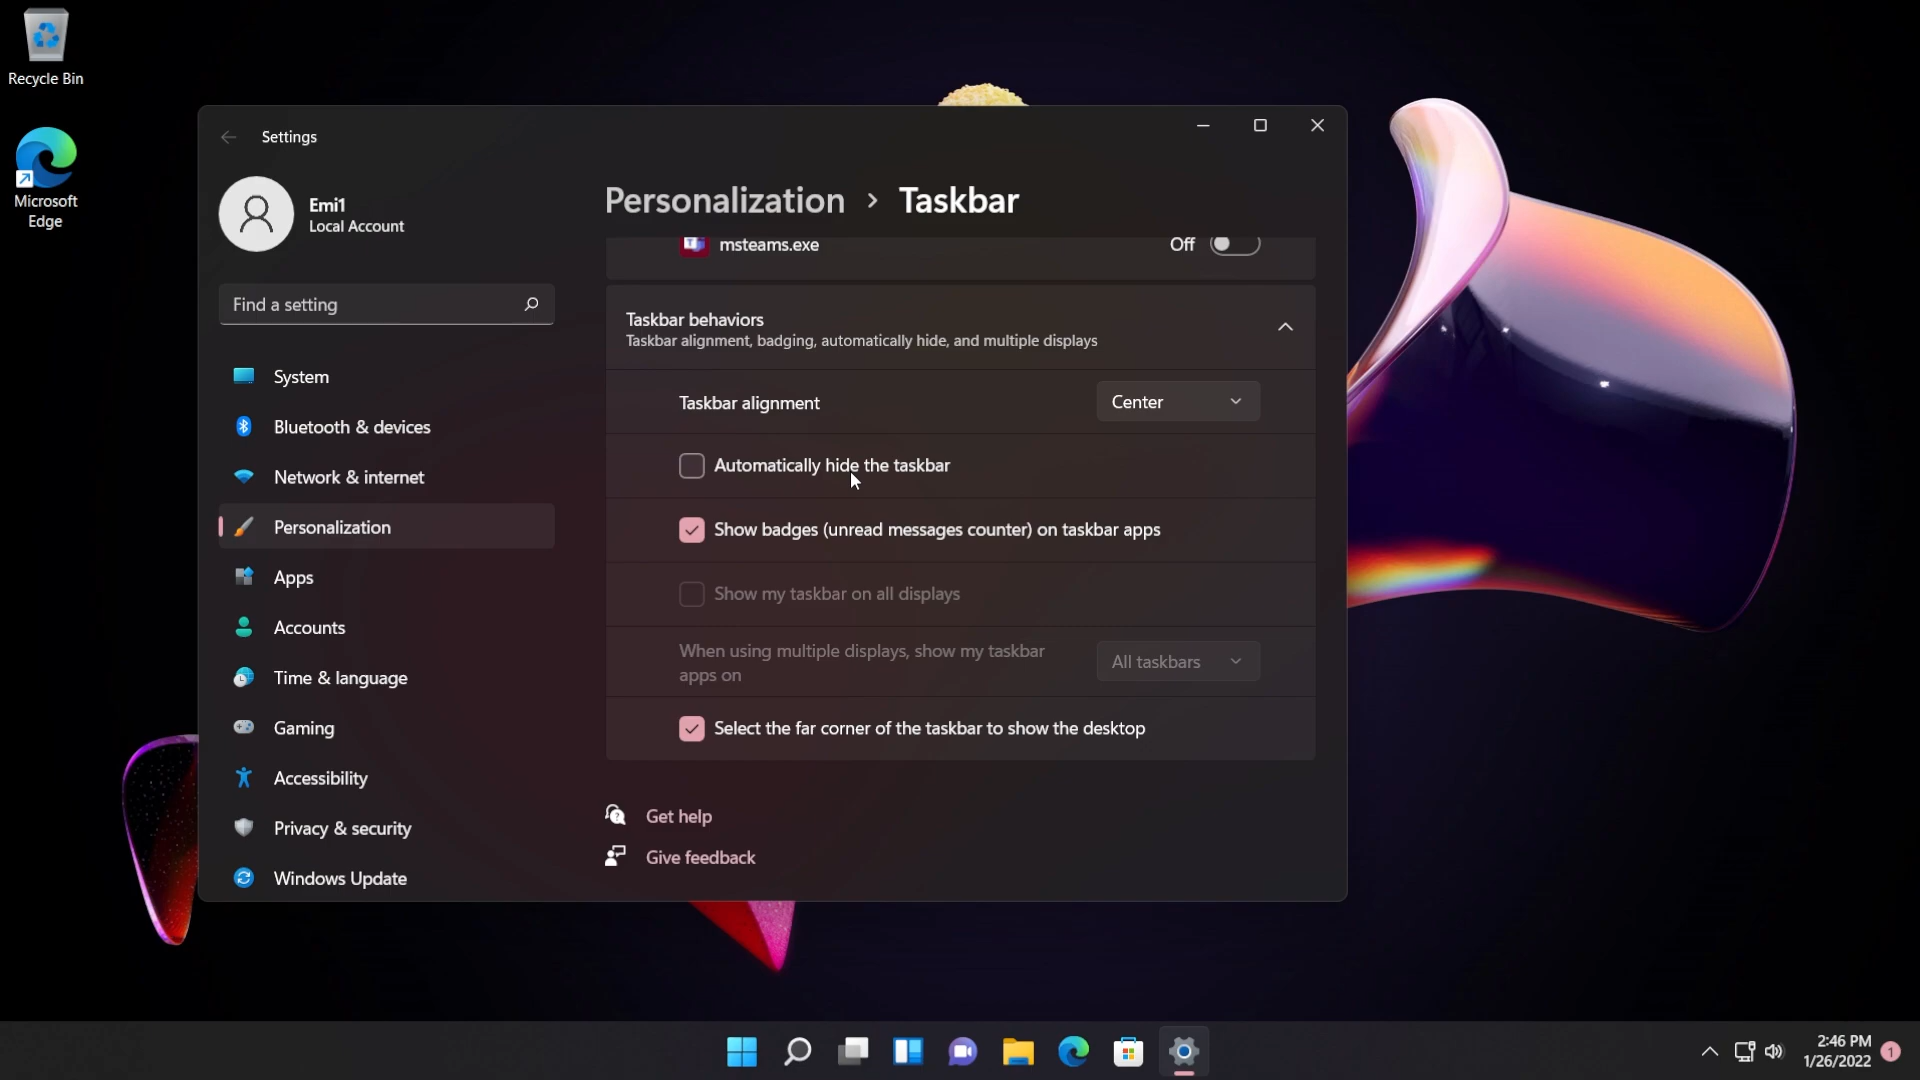 Recycle Bin
Microsoft
Edge
Settings
Emi1
Local Account
Find a setting
System
Bluetooth & devices
Network & internet
Personalization
Apps
Accounts
Time & language
Gaming
Accessibility
Privacy & security
Windows Update
Personalization > Taskbar
msteams.exe Off
Taskbar behaviors
Taskbar alignment, badging, automatically hide, and multiple displays
Taskbar alignment Center
Automatically hide the taskbar
Show badges (unread messages counter) on taskbar apps
Show my taskbar on all displays
When using multiple displays, show my taskbar
apps on
All taskbars
Select the far corner of the taskbar to show the desktop
Get help
Give feedback
2:46 PM
1/26/2022
1